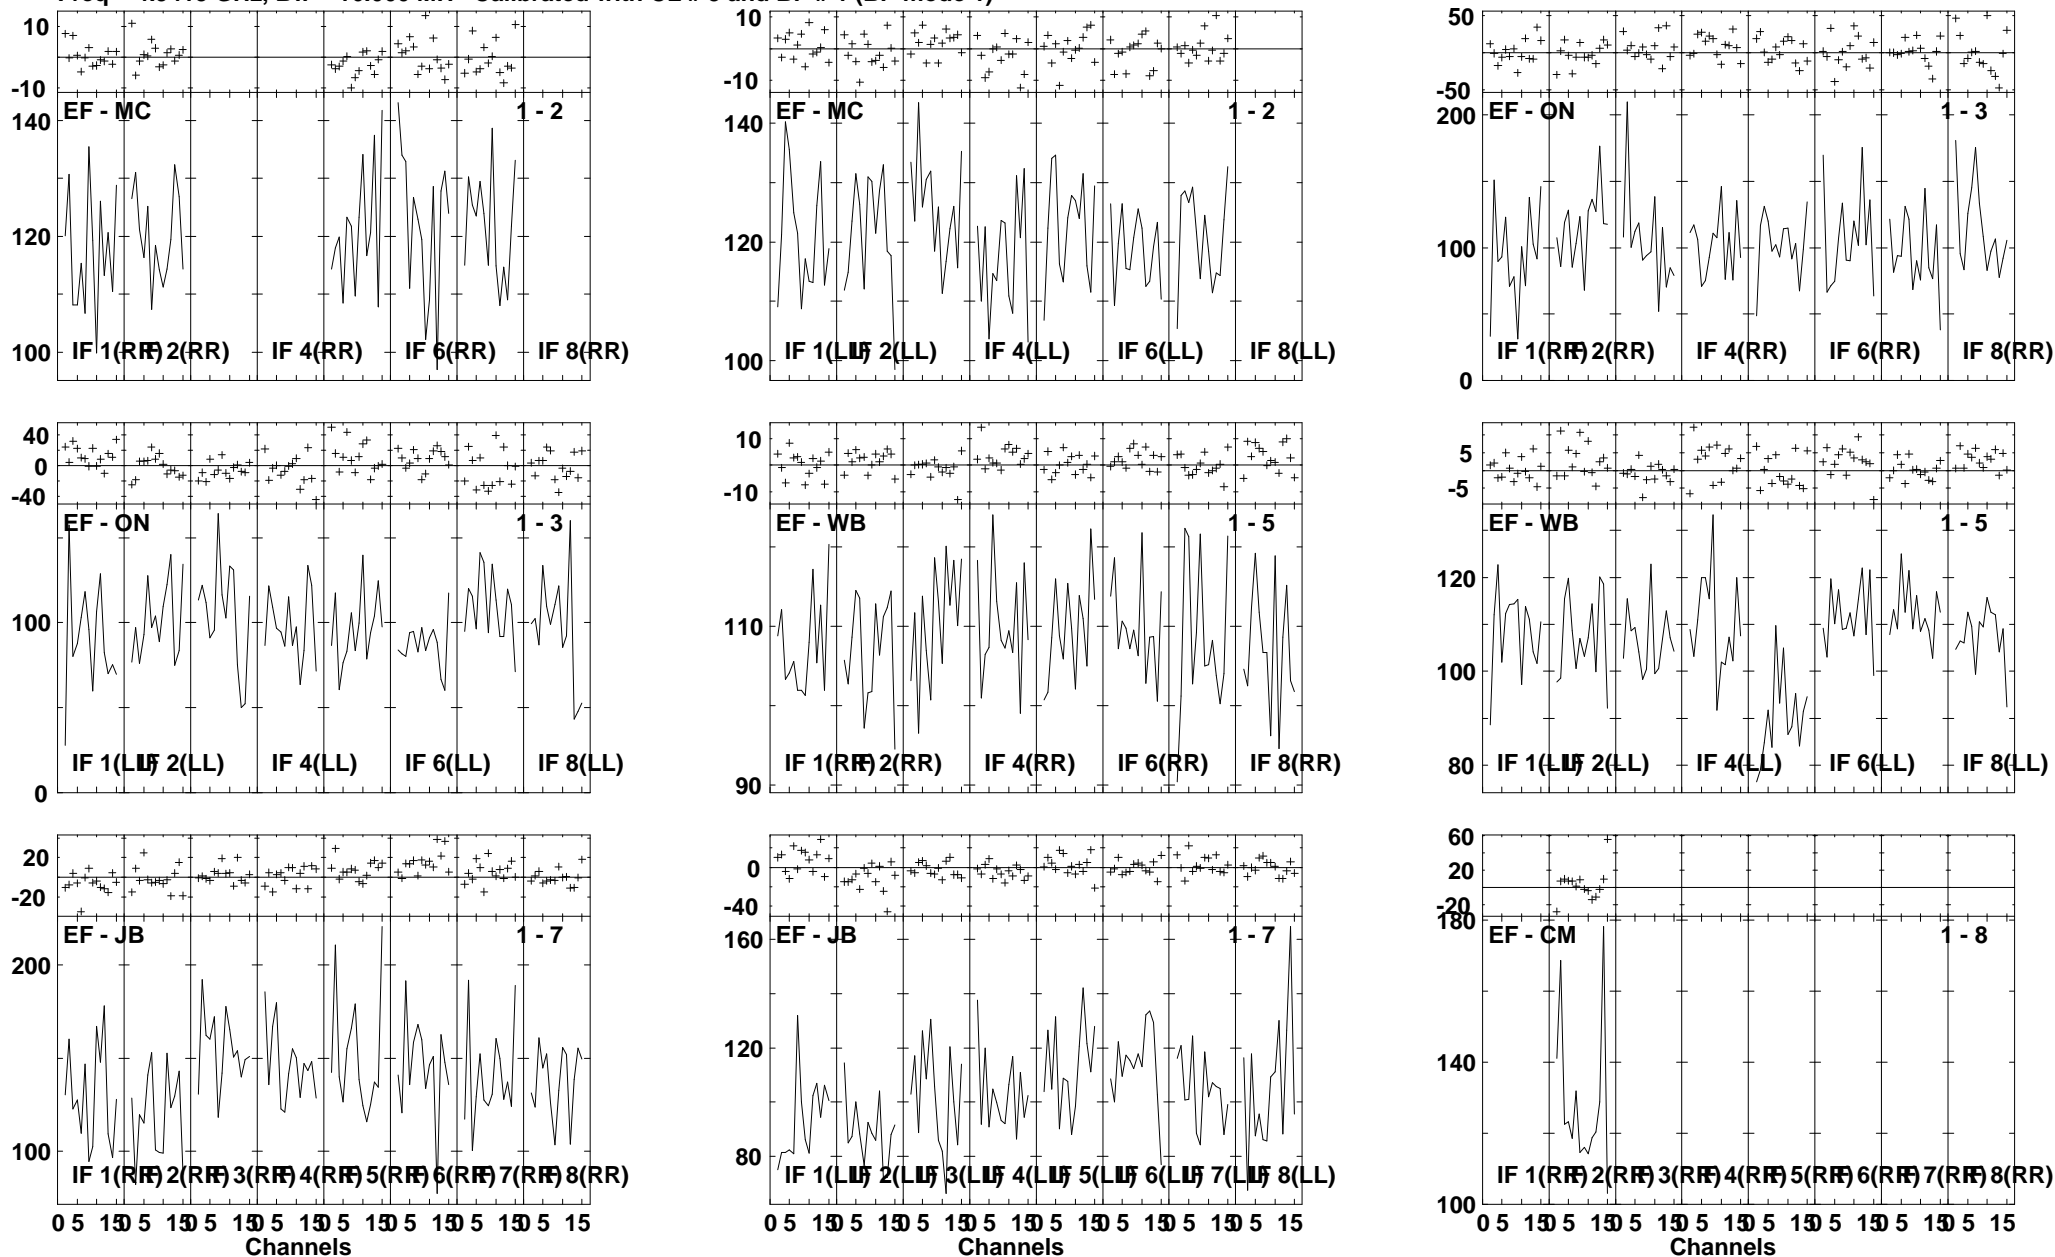 10
-10
EF - MC
1 - 2
140
120
100
IF 1(RR)
IF 2(RR)
IF 4(RR)
IF 6(RR)
IF 8(RR)
10
-10
EF - MC
1 - 2
140
120
100
IF 1(LL)
IF 2(LL)
IF 4(LL)
IF 6(LL)
IF 8(LL)
50
-50
EF - ON
1 - 3
200
100
0
IF 1(RR)
IF 2(RR)
IF 4(RR)
IF 6(RR)
IF 8(RR)
40
0
-40
EF - ON
1 - 3
100
0
IF 1(LL)
IF 2(LL)
IF 4(LL)
IF 6(LL)
IF 8(LL)
10
-10
EF - WB
1 - 5
110
90
IF 1(RR)
IF 2(RR)
IF 4(RR)
IF 6(RR)
IF 8(RR)
5
-5
EF - WB
1 - 5
120
100
80
IF 1(LL)
IF 2(LL)
IF 4(LL)
IF 6(LL)
IF 8(LL)
20
-20
EF - JB
1 - 7
200
100
IF 1(RR)
IF 2(RR)
IF 3(RR)
IF 4(RR)
IF 5(RR)
IF 6(RR)
IF 7(RR)
IF 8(RR)
0 5 15 0 5 15 0 5 15 0 5 15 0 5 15 0 5 15 0 5 15 0 5 15
Channels
0
-40
EF - JB
1 - 7
160
120
80
IF 1(LL)
IF 2(LL)
IF 3(LL)
IF 4(LL)
IF 5(LL)
IF 6(LL)
IF 7(LL)
IF 8(LL)
0 5 15 0 5 15 0 5 15 0 5 15 0 5 15 0 5 15 0 5 15 0 5 15
Channels
60
20
-20
EF - CM
1 - 8
180
140
100
IF 1(RR)
IF 2(RR)
IF 3(RR)
IF 4(RR)
IF 5(RR)
IF 6(RR)
IF 7(RR)
IF 8(RR)
0 5 15 0 5 15 0 5 15 0 5 15 0 5 15 0 5 15 0 5 15 0 5 15
Channels